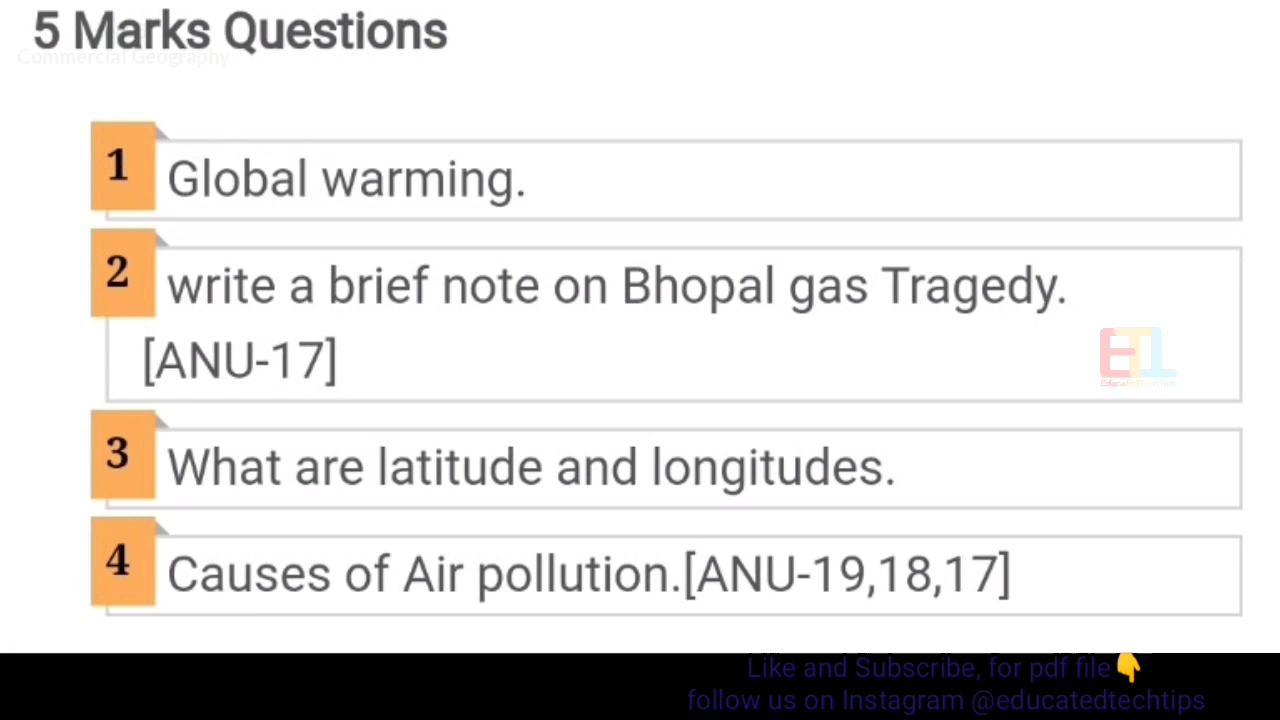 5 Marks Questions
Commercial Geography
1 Global warming.
2 write a brief note on Bhopal gas Tragedy.
[ANU-17]
3 What are latitude and longitudes.
4 Causes of Air pollution.[ANU-19,18,17]
ETL
Like and Subscribe, for pdf file👇
follow us on Instagram @educatedtechtips